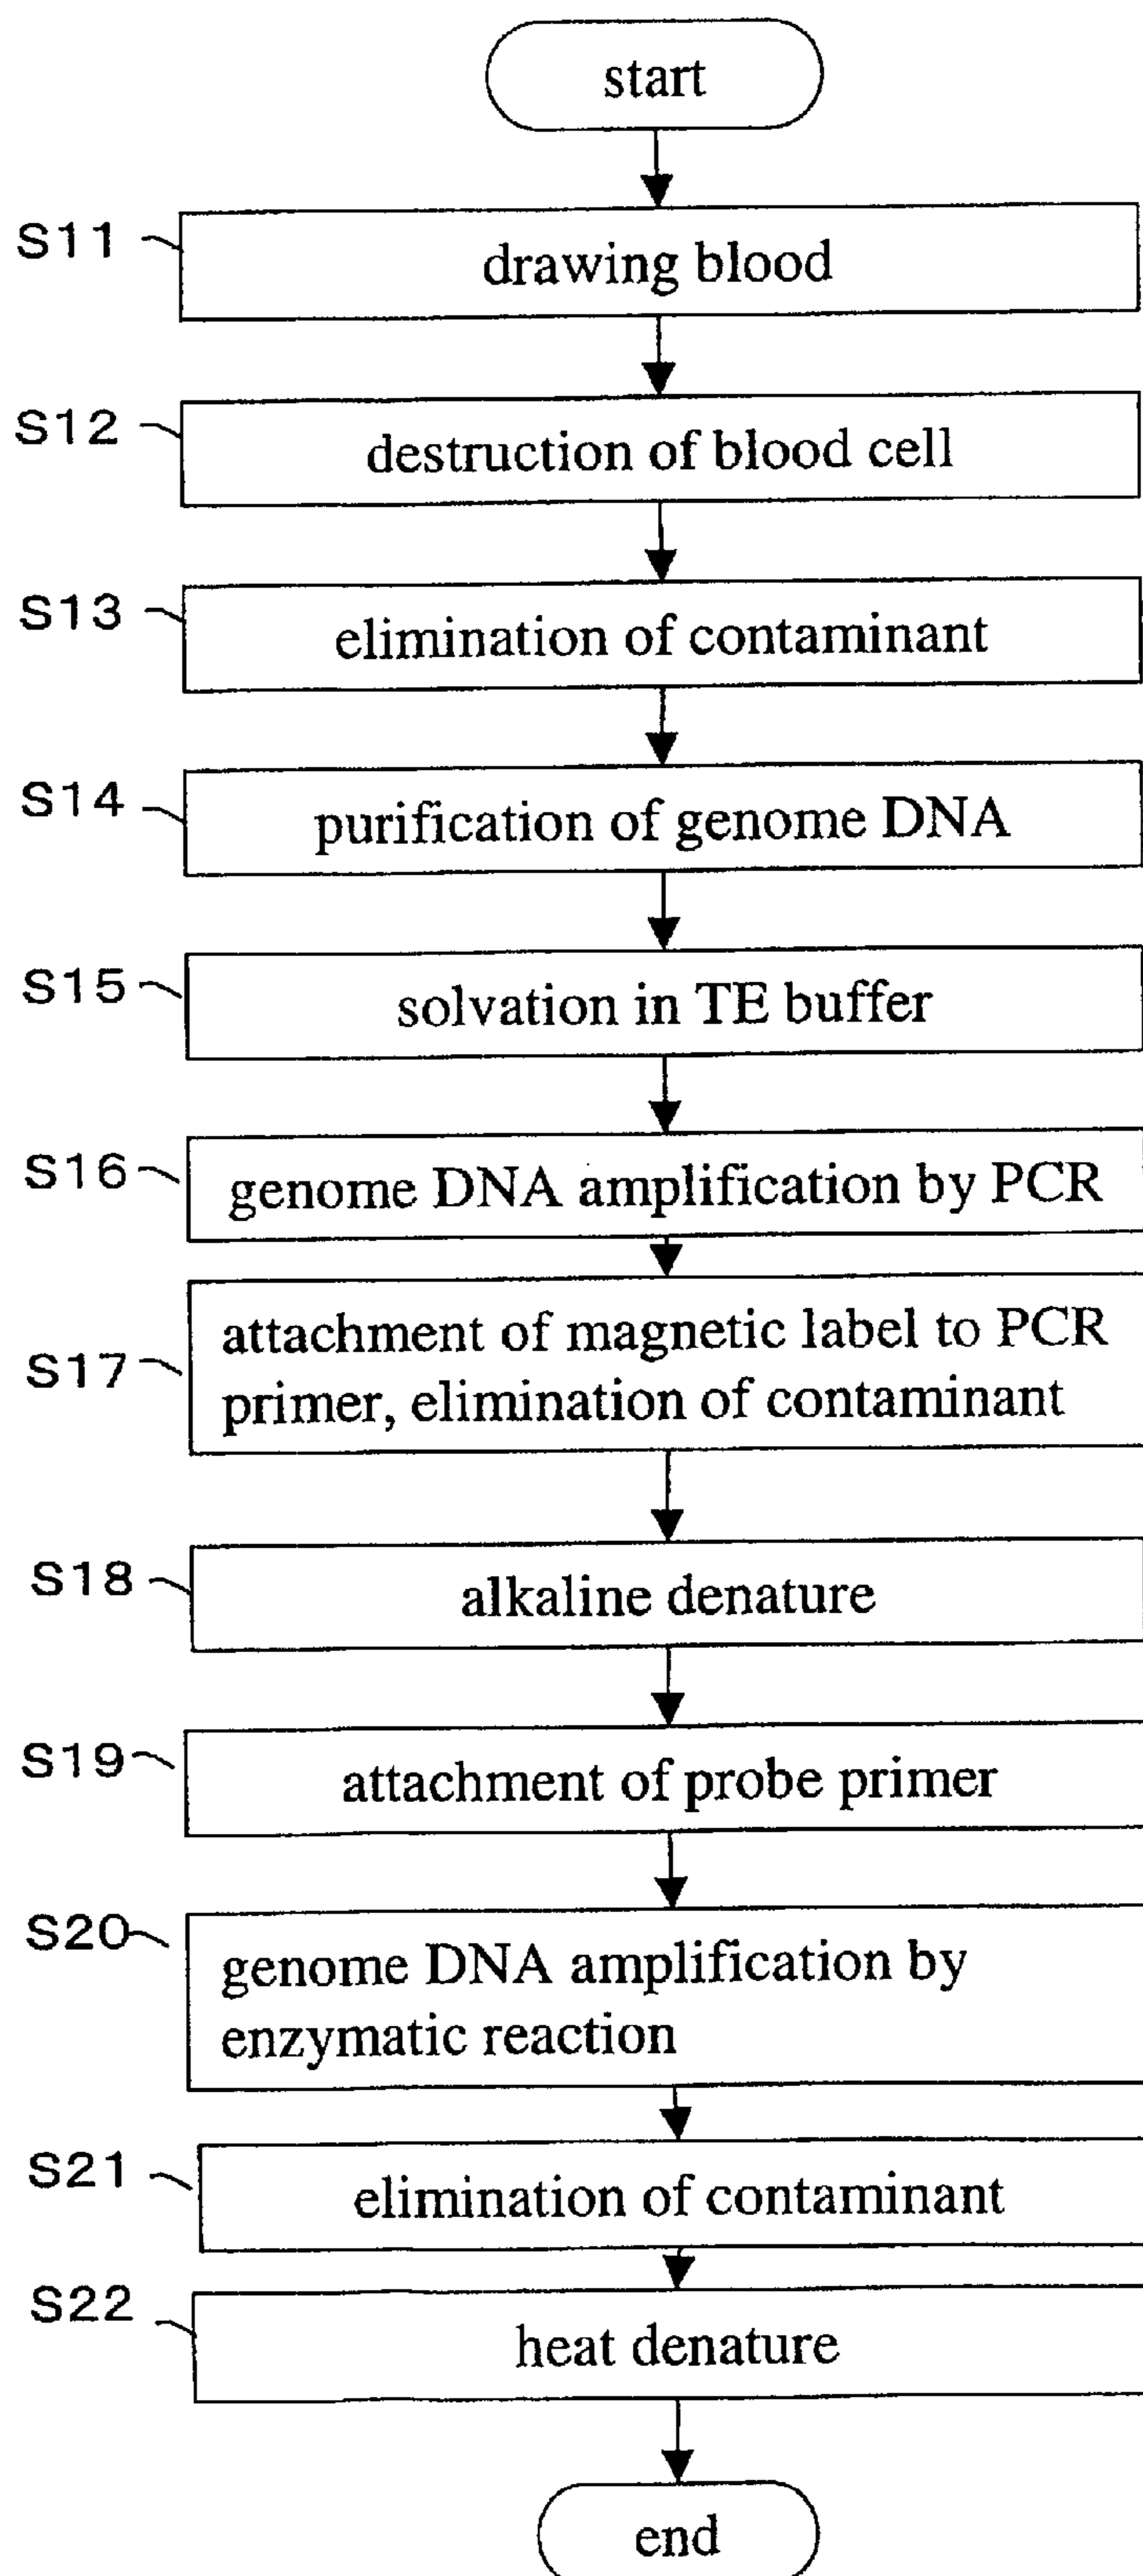 start
S11
drawing blood
S12
destruction of blood cell
S13
elimination of contaminant
S14
purification of genome DNA
S15
solvation in TE buffer
S16
genome DNA amplification by PCR
S17
attachment of magnetic label to PCR
primer, elimination of contaminant
S18
alkaline denature
S19
attachment of probe primer
S20
genome DNA amplification by
enzymatic reaction
S21
elimination of contaminant
S22
heat denature
end